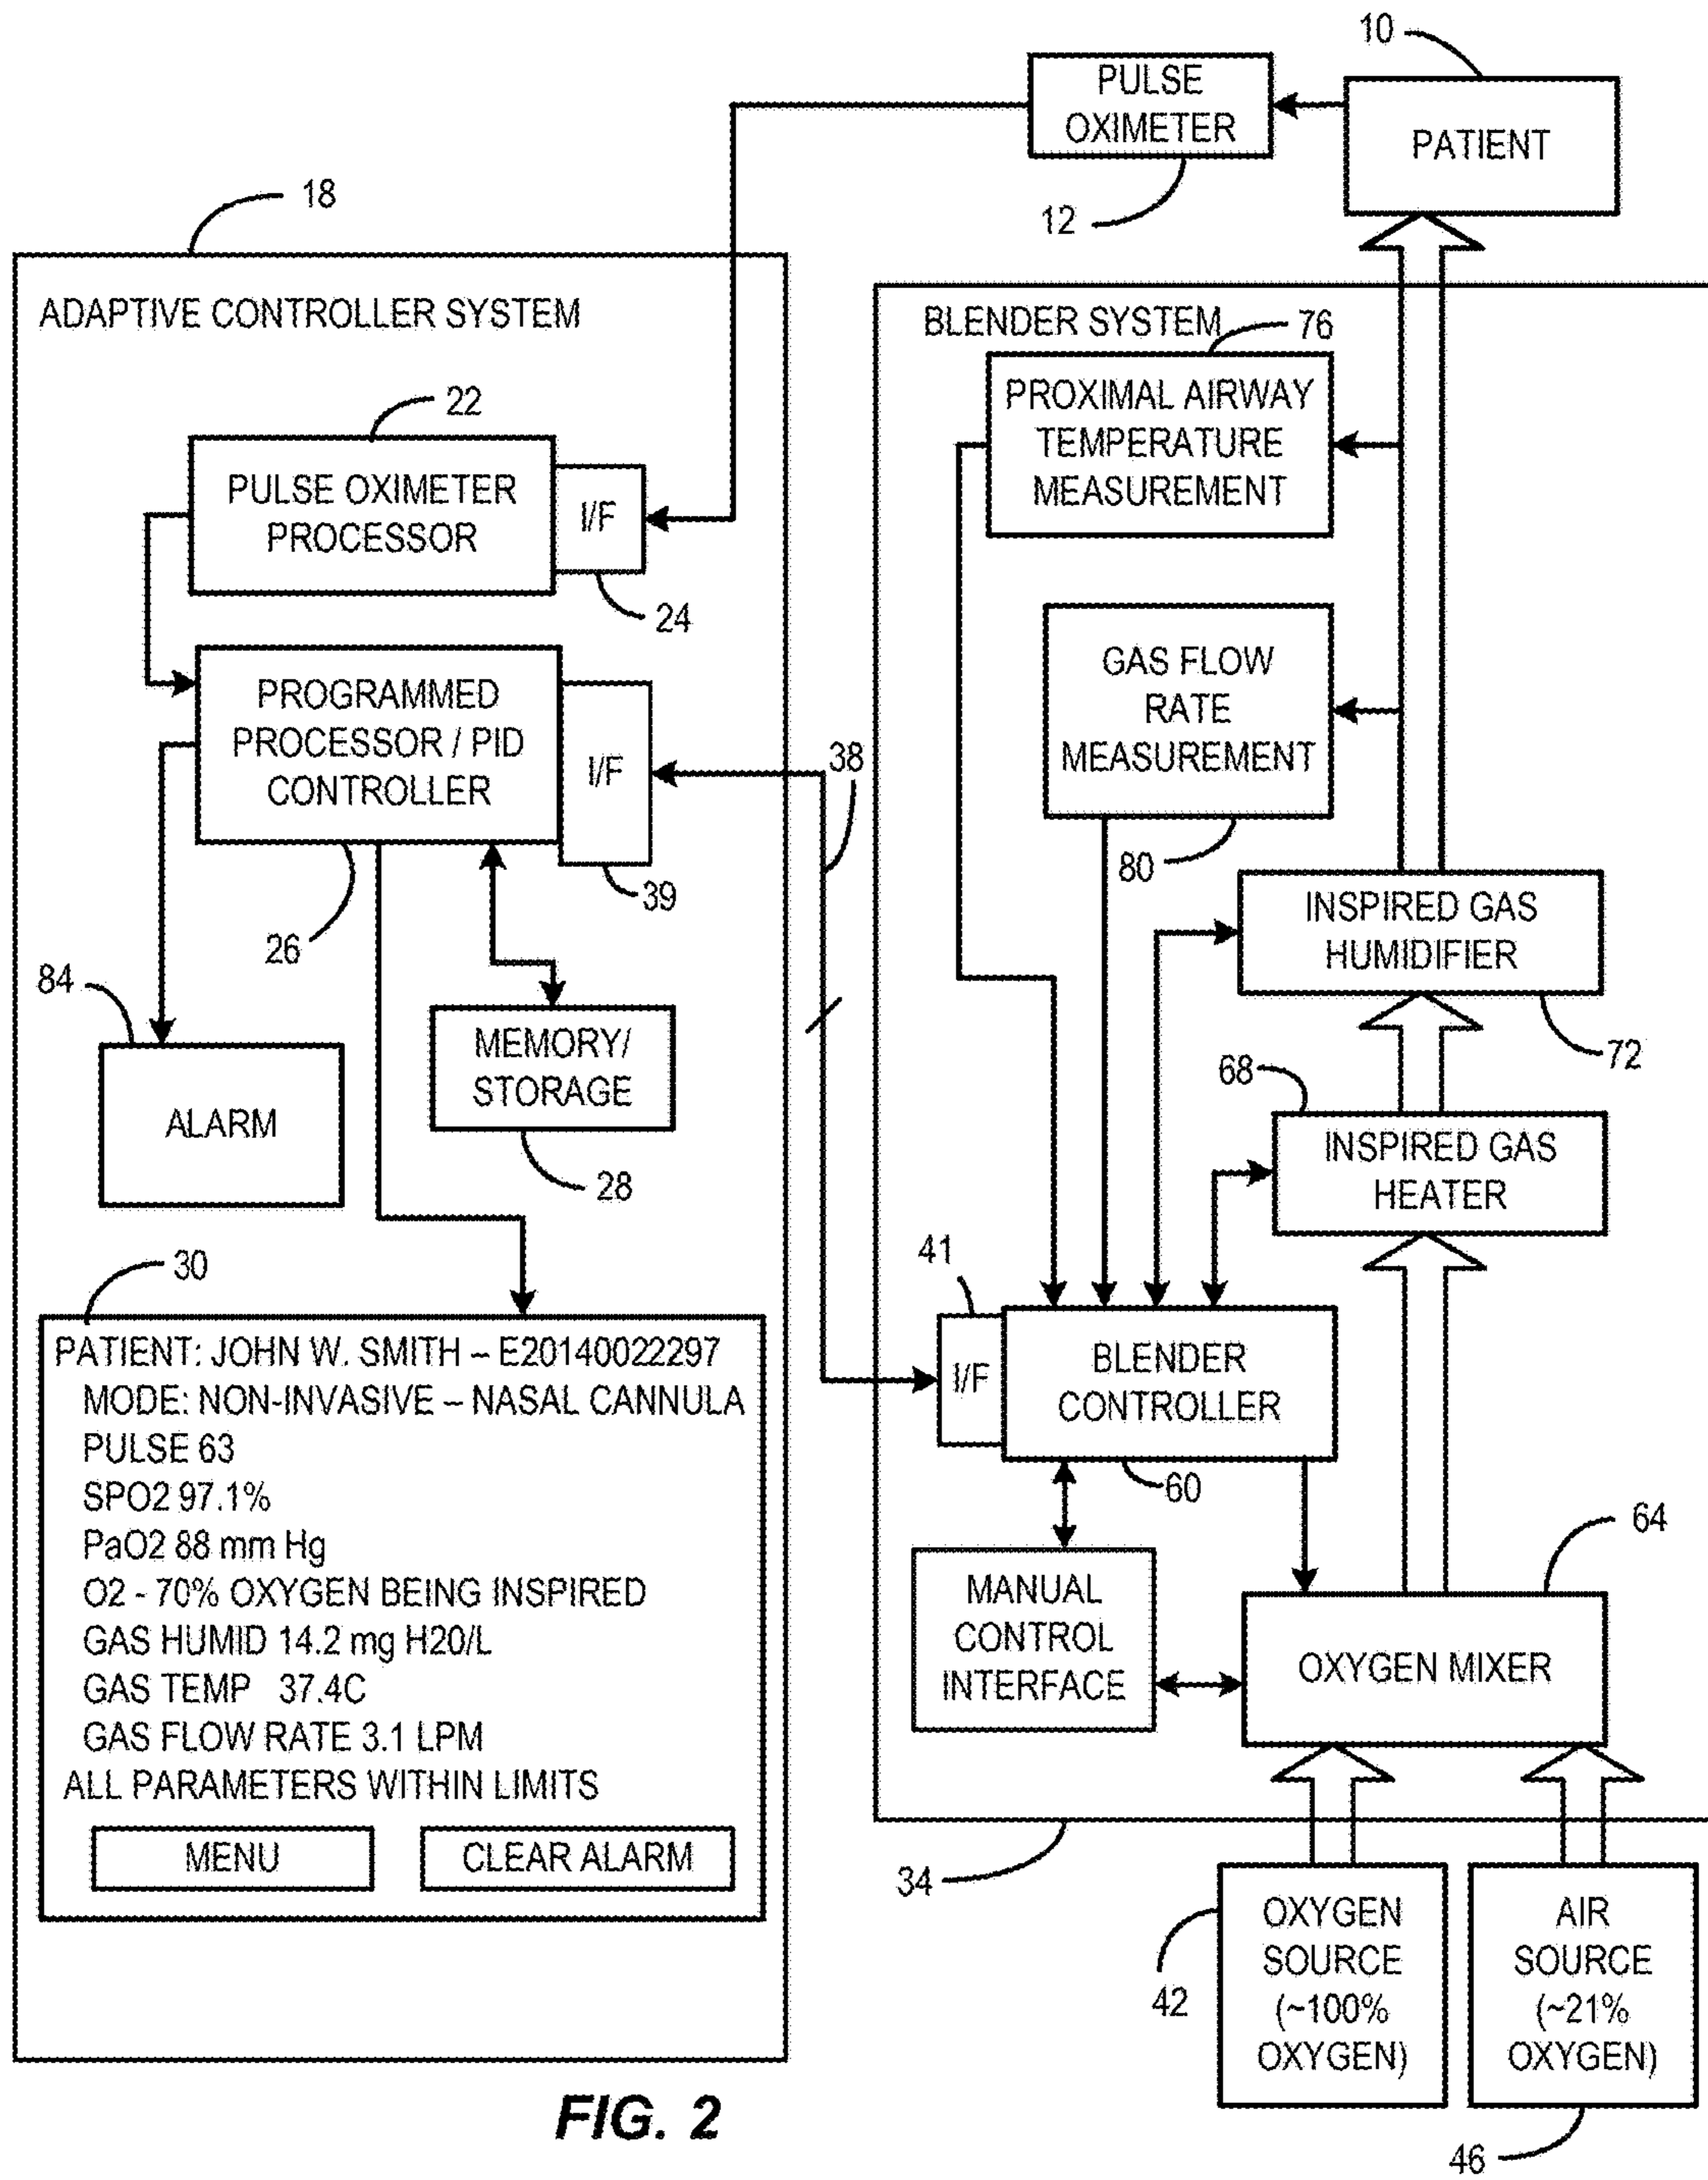 10
PULSE
OXIMETER
PATIENT
12
18
ADAPTIVE CONTROLLER SYSTEM
BLENDER SYSTEM
76
PROXIMAL AIRWAY
TEMPERATURE
MEASUREMENT
22
PULSE OXIMETER
PROCESSOR
I/F
24
GAS FLOW
RATE
MEASUREMENT
80
PROGRAMMED
PROCESSOR / PID
CONTROLLER
I/F
38
39
26
INSPIRED GAS
HUMIDIFIER
72
84
ALARM
MEMORY/
STORAGE
28
68
INSPIRED GAS
HEATER
41
I/F
BLENDER
CONTROLLER
60
30
PATIENT: JOHN W. SMITH – E20140022297
MODE: NON-INVASIVE – NASAL CANNULA
PULSE 63
SPO2 97.1%
PaO2 88 mm Hg
O2 - 70% OXYGEN BEING INSPIRED
GAS HUMID 14.2 mg H20/L
GAS TEMP 37.4C
GAS FLOW RATE 3.1 LPM
ALL PARAMETERS WITHIN LIMITS
MENU
CLEAR ALARM
MANUAL
CONTROL
INTERFACE
64
OXYGEN MIXER
34
42
OXYGEN
SOURCE
(~100%
OXYGEN)
AIR
SOURCE
(~21%
OXYGEN)
46
FIG. 2